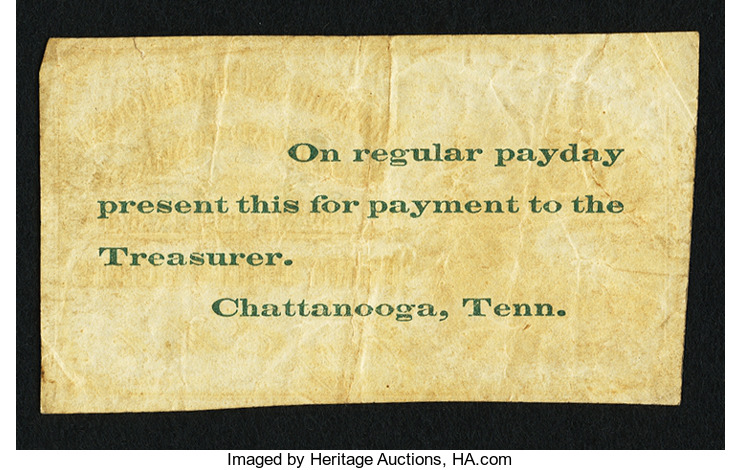 On regular payday
present this for payment to the
Treasurer.
Chattanooga, Tenn.
Imaged by Heritage Auctions, HA.com